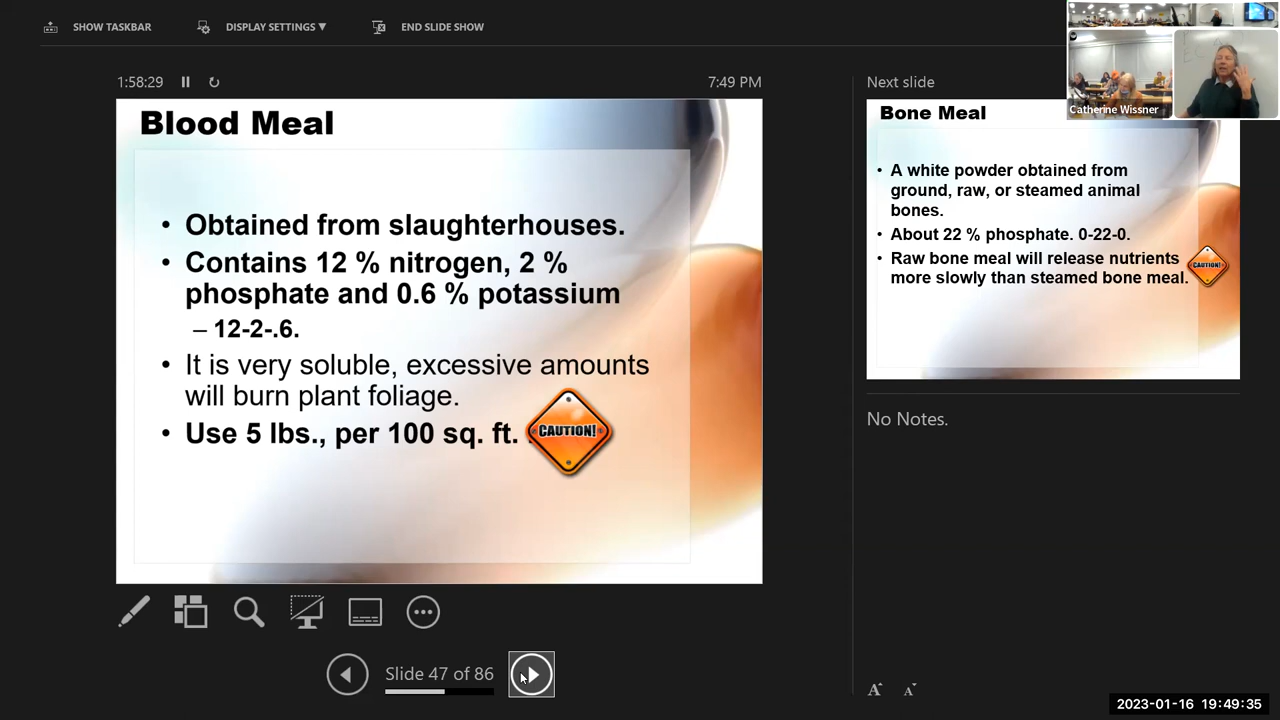 SHOW TASKBAR
DISPLAY SETTINGS ▼
END SLIDE SHOW
Catherine Wissner
1:58:29
7:49 PM
Blood Meal
• Obtained from slaughterhouses.
• Contains 12 % nitrogen, 2 %
phosphate and 0.6 % potassium
– 12-2-.6.
• It is very soluble, excessive amounts
will burn plant foliage.
• Use 5 lbs., per 100 sq. ft.
CAUTION!
Next slide
Bone Meal
• A white powder obtained from
ground, raw, or steamed animal
bones.
• About 22 % phosphate. 0-22-0.
• Raw bone meal will release nutrients
more slowly than steamed bone meal.
CAUTION!
No Notes.
Slide 47 of 86
A A
2023-01-16 19:49:35